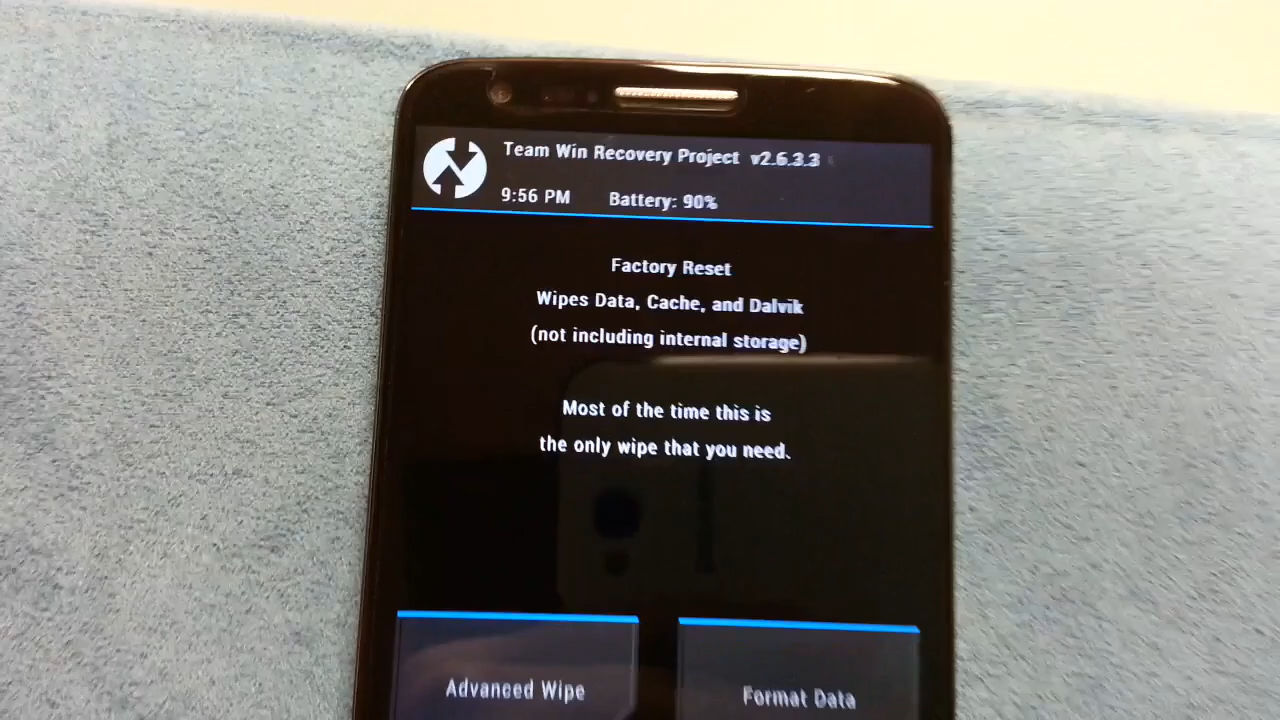 Team Win Recovery Project v2.6.3.3
9:56 PM Battery: 90%
Factory Reset
Wipes Data, Cache, and Dalvik
(not including internal storage)
Most of the time this is
the only wipe that you need.
Advanced Wipe
Format Data